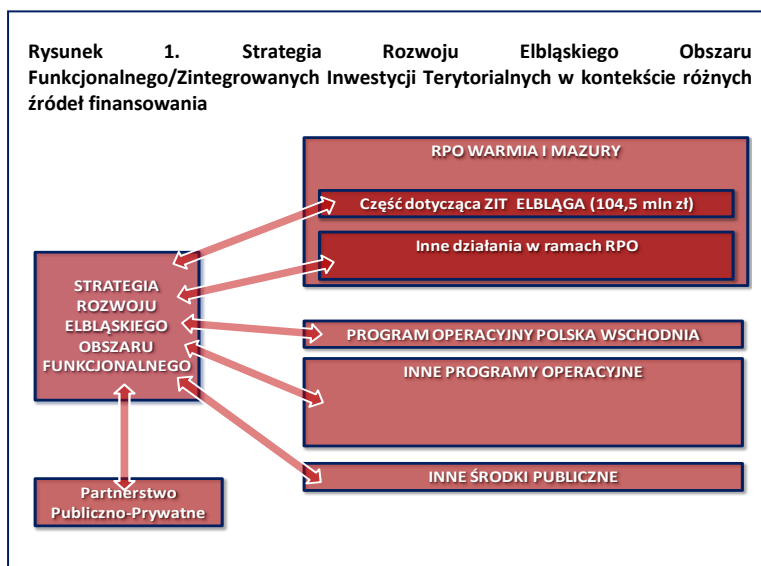 Rysunek 1. Strategia Rozwoju Elbląskiego Obszaru
Funkcjonalnego/Zintegrowanych Inwestycji Terytorialnych w kontekście różnych
źródeł finansowania
RPO WARMIA I MAZURY
Część dotycząca ZIT ELBLĄGA (104,5 mln zł)
Inne działania w ramach RPO
STRATEGIA
ROZWOJU
ELBLĄSKIEGO
OBSZARU
FUNKCJONALNEGO
PROGRAM OPERACYJNY POLSKA WSCHODNIA
INNE PROGRAMY OPERACYJNE
INNE ŚRODKI PUBLICZNE
Partnerstwo
Publiczno-Prywatne